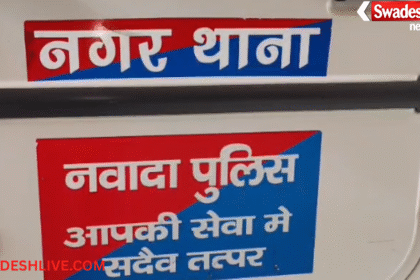 Swades
ne
नगर थाना
नवादा पुलिस
आपकी सेवा मे
सदैव तत्पर
DESHLIVE.COM